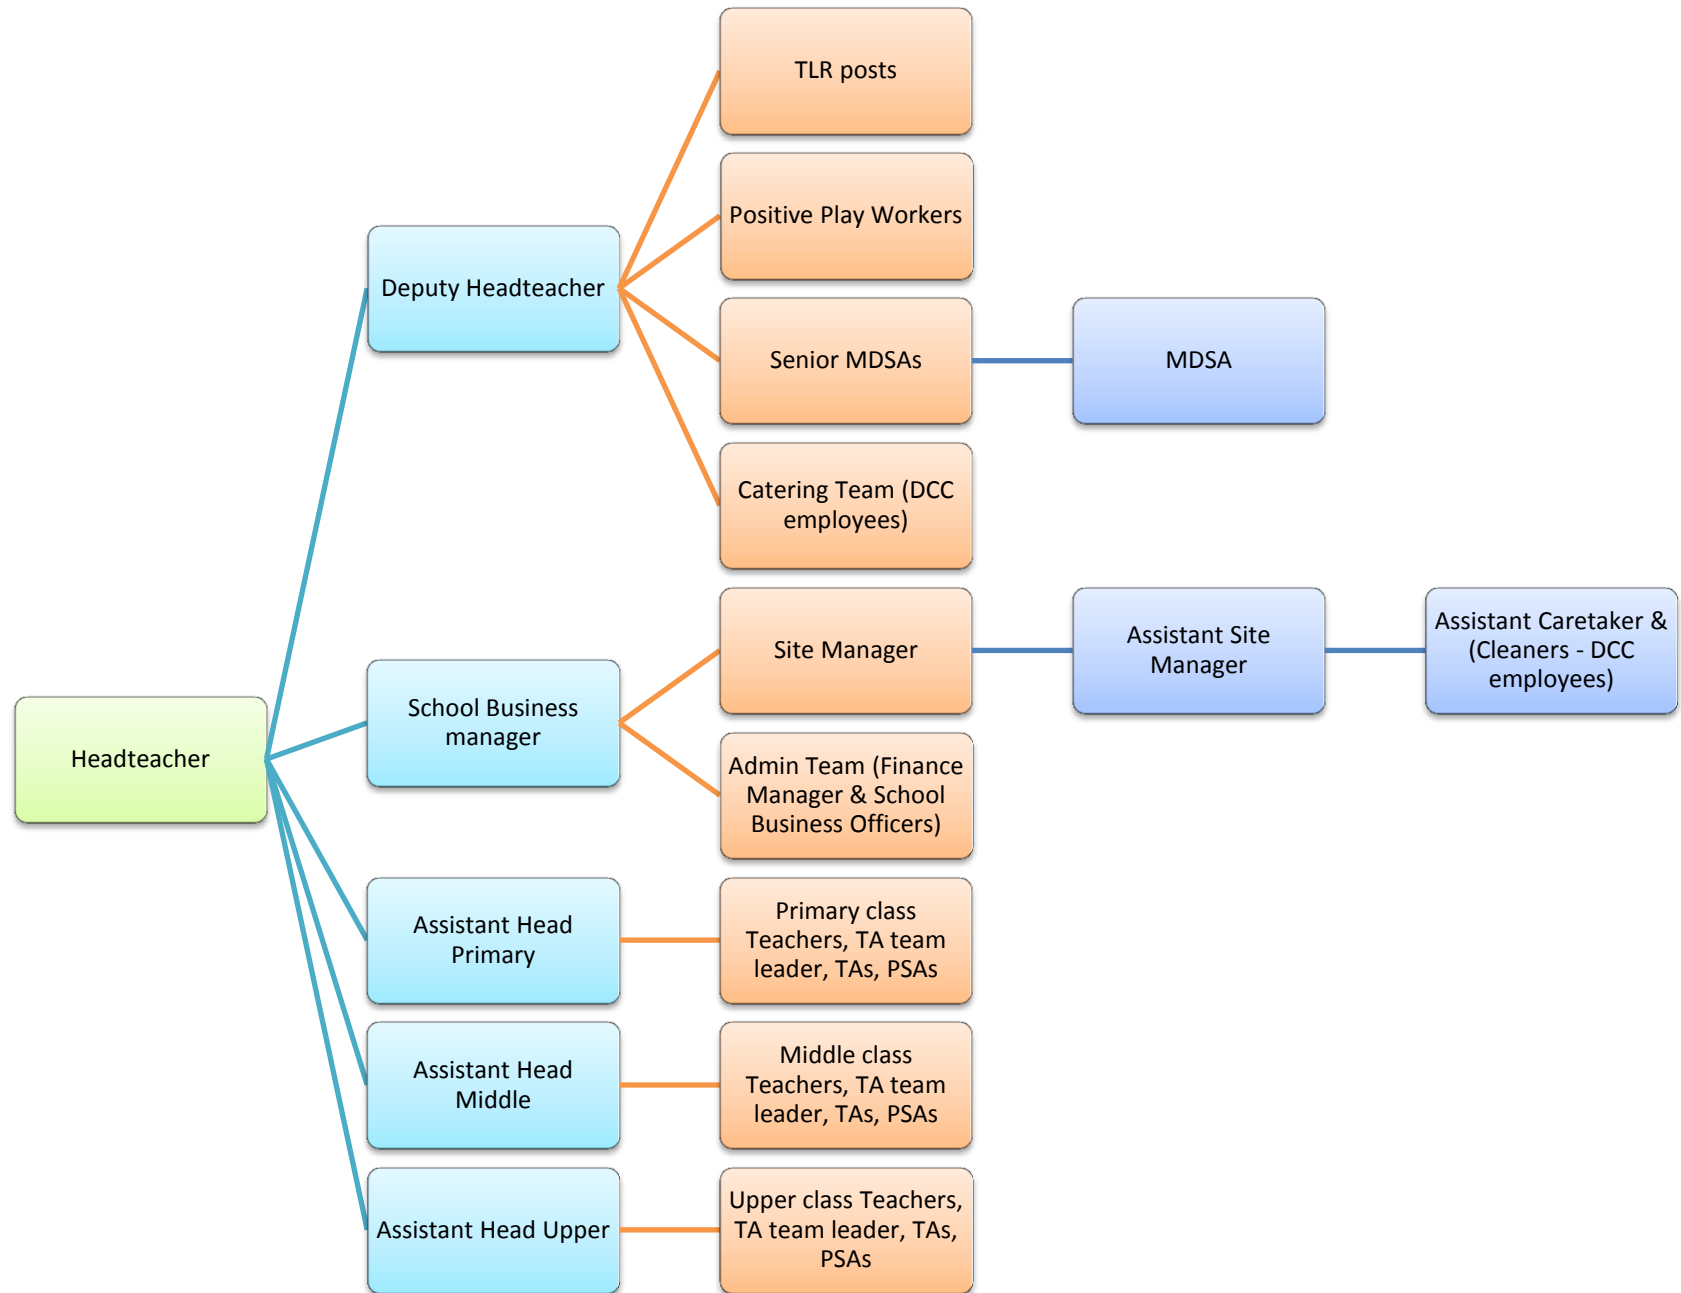 TLR posts
Positive Play Workers
Deputy Headteacher
Senior MDSAs
MDSA
Catering Team (DCC
employees)
Site Manager
Assistant Site
Manager
Assistant Caretaker &
(Cleaners - DCC
employees)
School Business
manager
Headteacher
Admin Team (Finance
Manager & School
Business Officers)
Assistant Head
Primary
Primary class
Teachers, TA team
leader, TAs, PSAs
Assistant Head
Middle
Middle class
Teachers, TA team
leader, TAs, PSAs
Assistant Head Upper
Upper class Teachers,
TA team leader, TAs,
PSAs